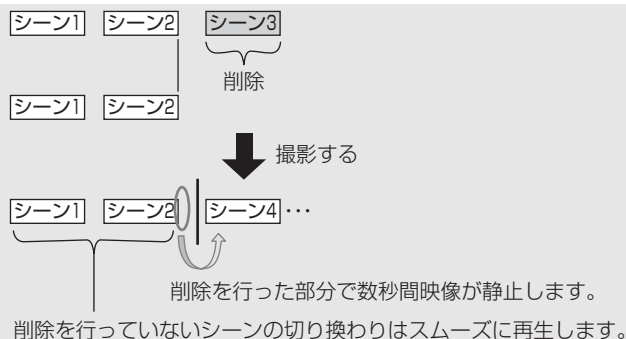 シーン1 シーン2 シーン3
削除
シーン1 シーン2
撮影する
シーン1 シーン2 シーン4 ･･･
削除を行った部分で数秒間映像が静止します。
削除を行っていないシーンの切り換わりはスムーズに再生します。